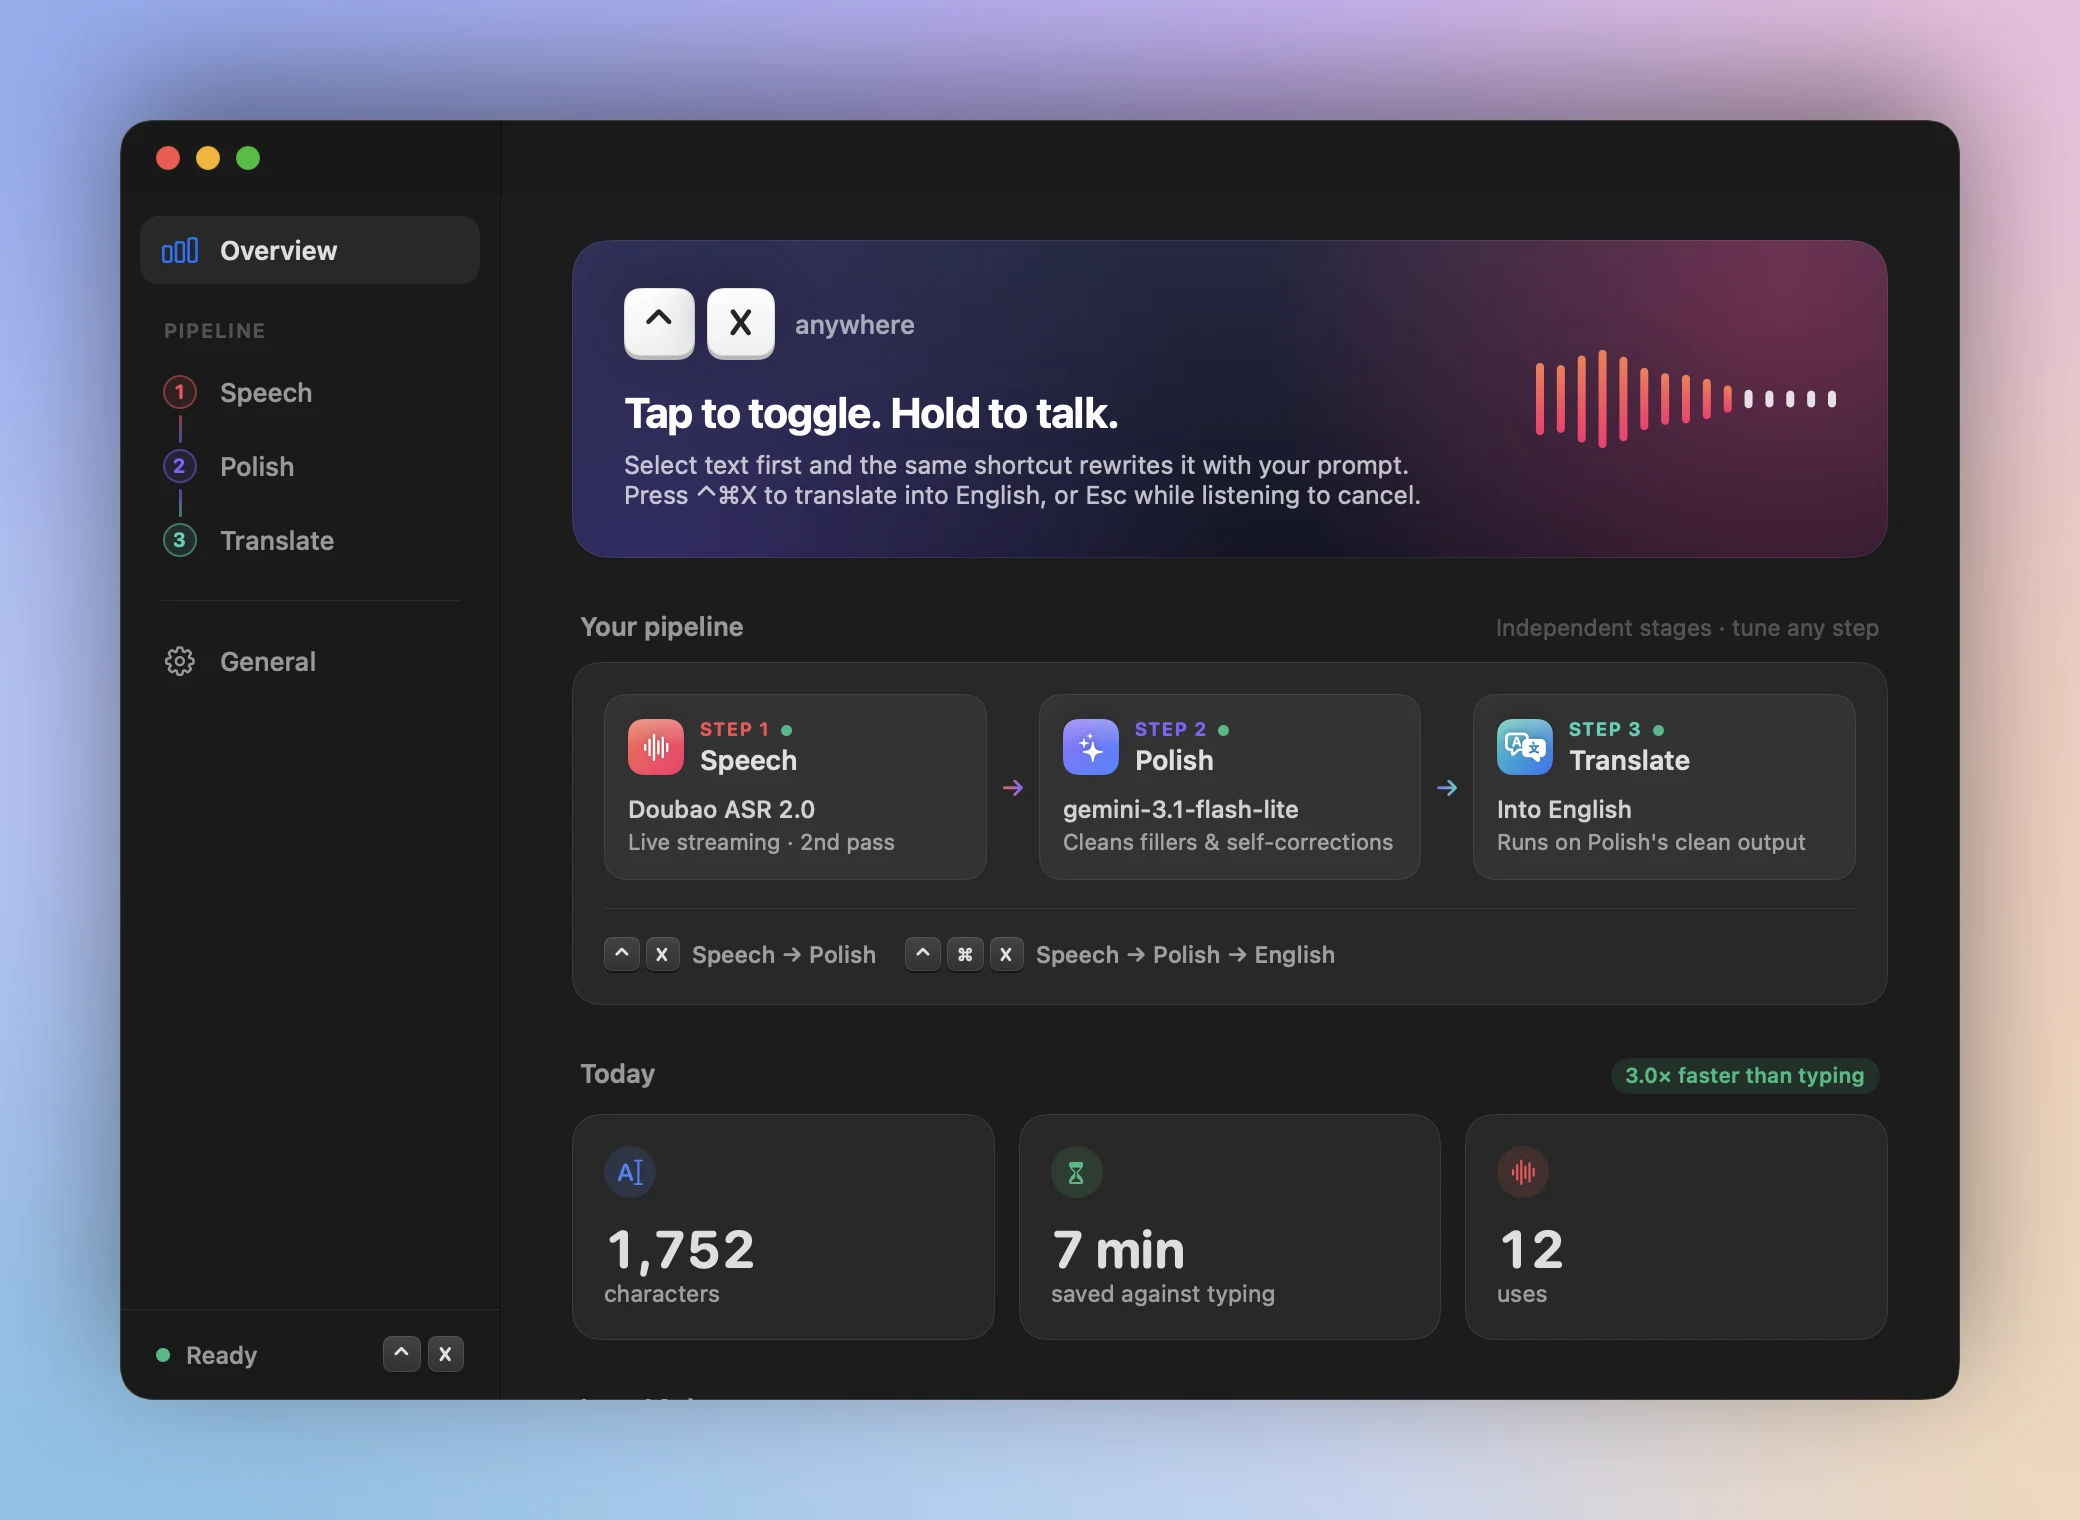 Overview
PIPELINE
1 Speech
2 Polish
3 Translate
General
Ready ^ X
^ X anywhere
Tap to toggle. Hold to talk.
Select text first and the same shortcut rewrites it with your prompt.
Press ^⌘X to translate into English, or Esc while listening to cancel.
Your pipeline
Independent stages · tune any step
STEP 1
Speech
Doubao ASR 2.0
Live streaming · 2nd pass
STEP 2
Polish
gemini-3.1-flash-lite
Cleans fillers & self-corrections
STEP 3
Translate
Into English
Runs on Polish's clean output
^ X Speech → Polish
^ ⌘ X Speech → Polish → English
Today
3.0× faster than typing
1,752
characters
7 min
saved against typing
12
uses